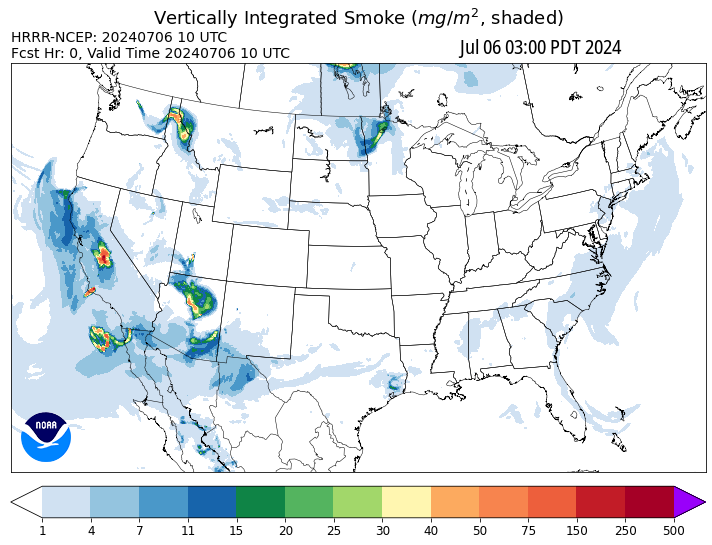 Vertically Integrated Smoke (mg/m², shaded)
HRRR-NCEP: 20240706 10 UTC
Fcst Hr: 0, Valid Time 20240706 10 UTC
Jul 06 03:00 PDT 2024
NOAA
1 4 7 11 15 20 25 30 40 50 75 150 250 500